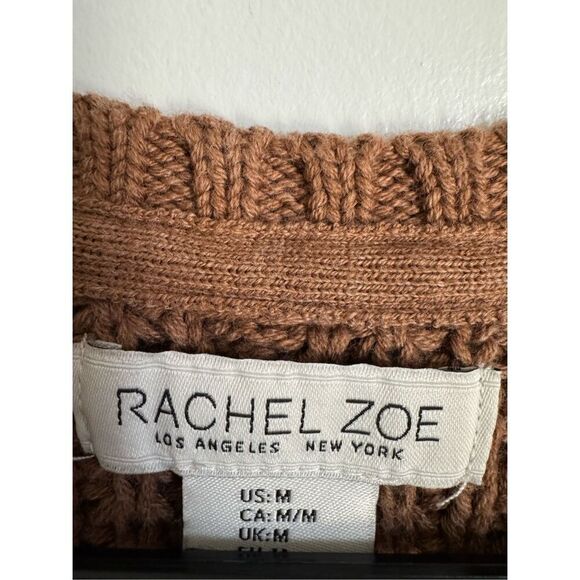 RACHEL ZOE
LOS ANGELES NEW YORK
US: M
CA: M/M
UK: M